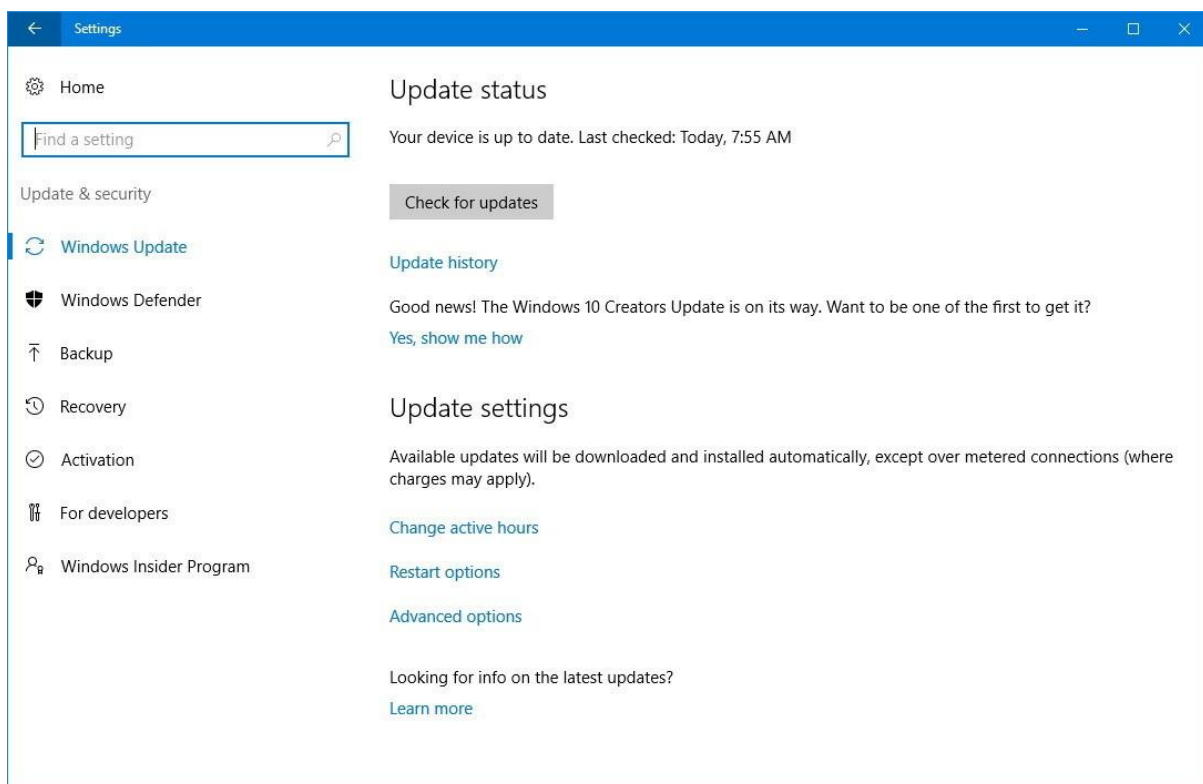 Settings
Home
Find a setting
Update & security
Windows Update
Windows Defender
Backup
Recovery
Activation
For developers
Windows Insider Program
Update status
Your device is up to date. Last checked: Today, 7:55 AM
Check for updates
Update history
Good news! The Windows 10 Creators Update is on its way. Want to be one of the first to get it?
Yes, show me how
Update settings
Available updates will be downloaded and installed automatically, except over metered connections (where
charges may apply).
Change active hours
Restart options
Advanced options
Looking for info on the latest updates?
Learn more